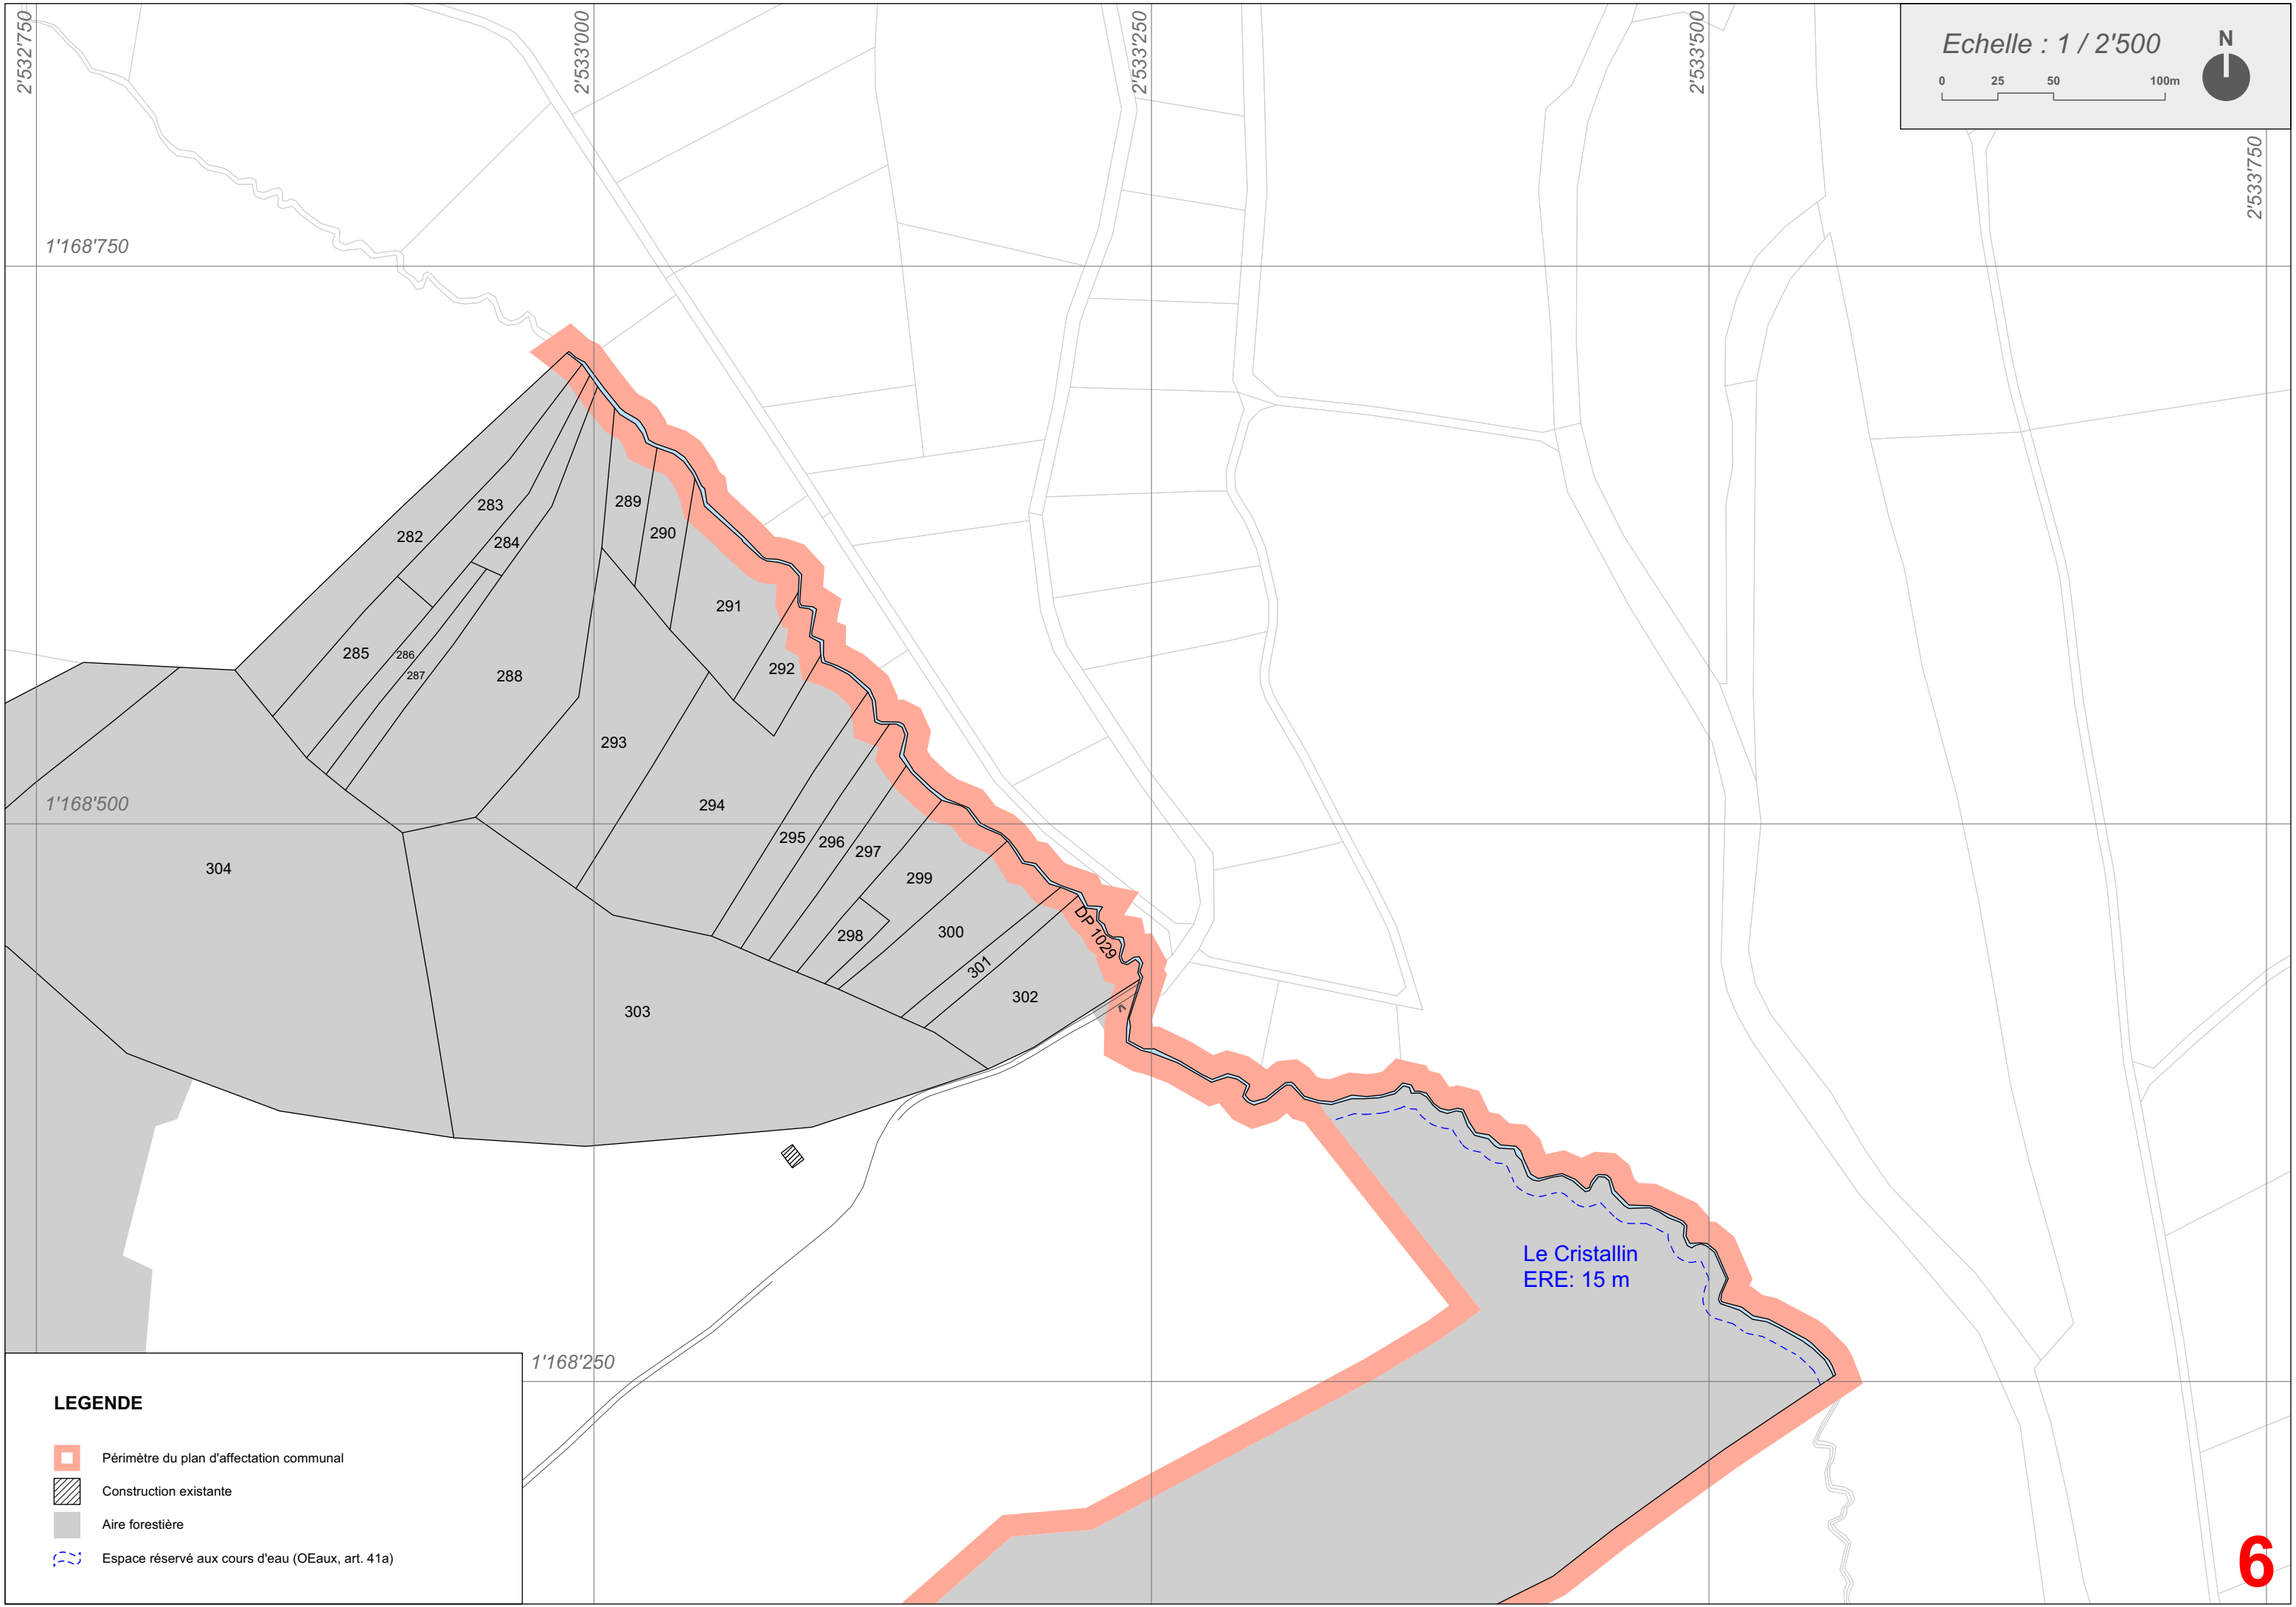 2'532'750
2'533'000
2'533'250
2'533'500
2'533'750
Echelle : 1 / 2'500
N
0 25 50 100m
1'168'750
289
283
290
282
284
291
285
286
292
287
288
293
1'168'500
294
295
296
297
304
299
DP 1029
300
298
301
302
303
Le Cristallin
ERE: 15 m
1'168'250
LEGENDE
Périmètre du plan d'affectation communal
Construction existante
Aire forestière
Espace réservé aux cours d'eau (OEaux, art. 41a)
6